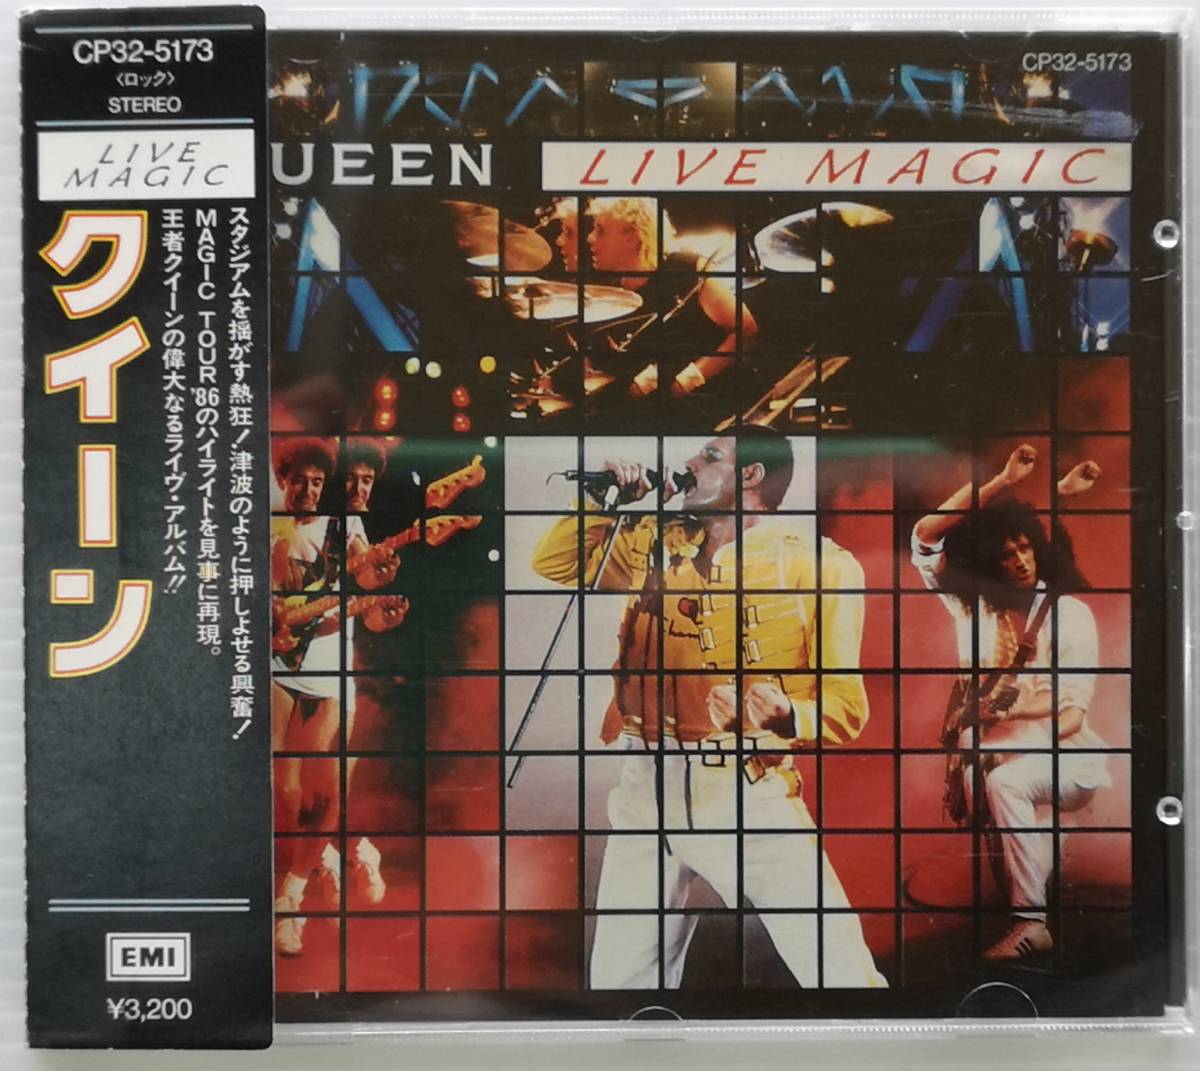 CP32-5173
〈ロック〉
STEREO
LIVE
MAGIC
クイーン
スタジアムを揺がす熱狂！津波のように押しよせる興奮！
MAGIC TOUR '86のハイライトを見事に再現。
王者クイーンの偉大なるライヴ・アルバム!!
EMI
¥3,200
CP32-5173
UEEN
LIVE MAGIC